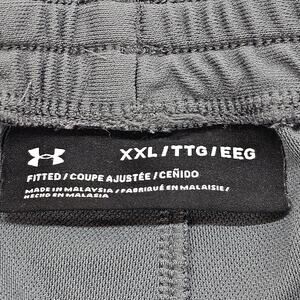 XXL/TTG/EEG
FITTED/COUPE AJUSTÉE/CEÑIDO
MADE IN MALAYSIA/FABRIQUÉ EN MALAISIE/
HECHO EN MALASIA